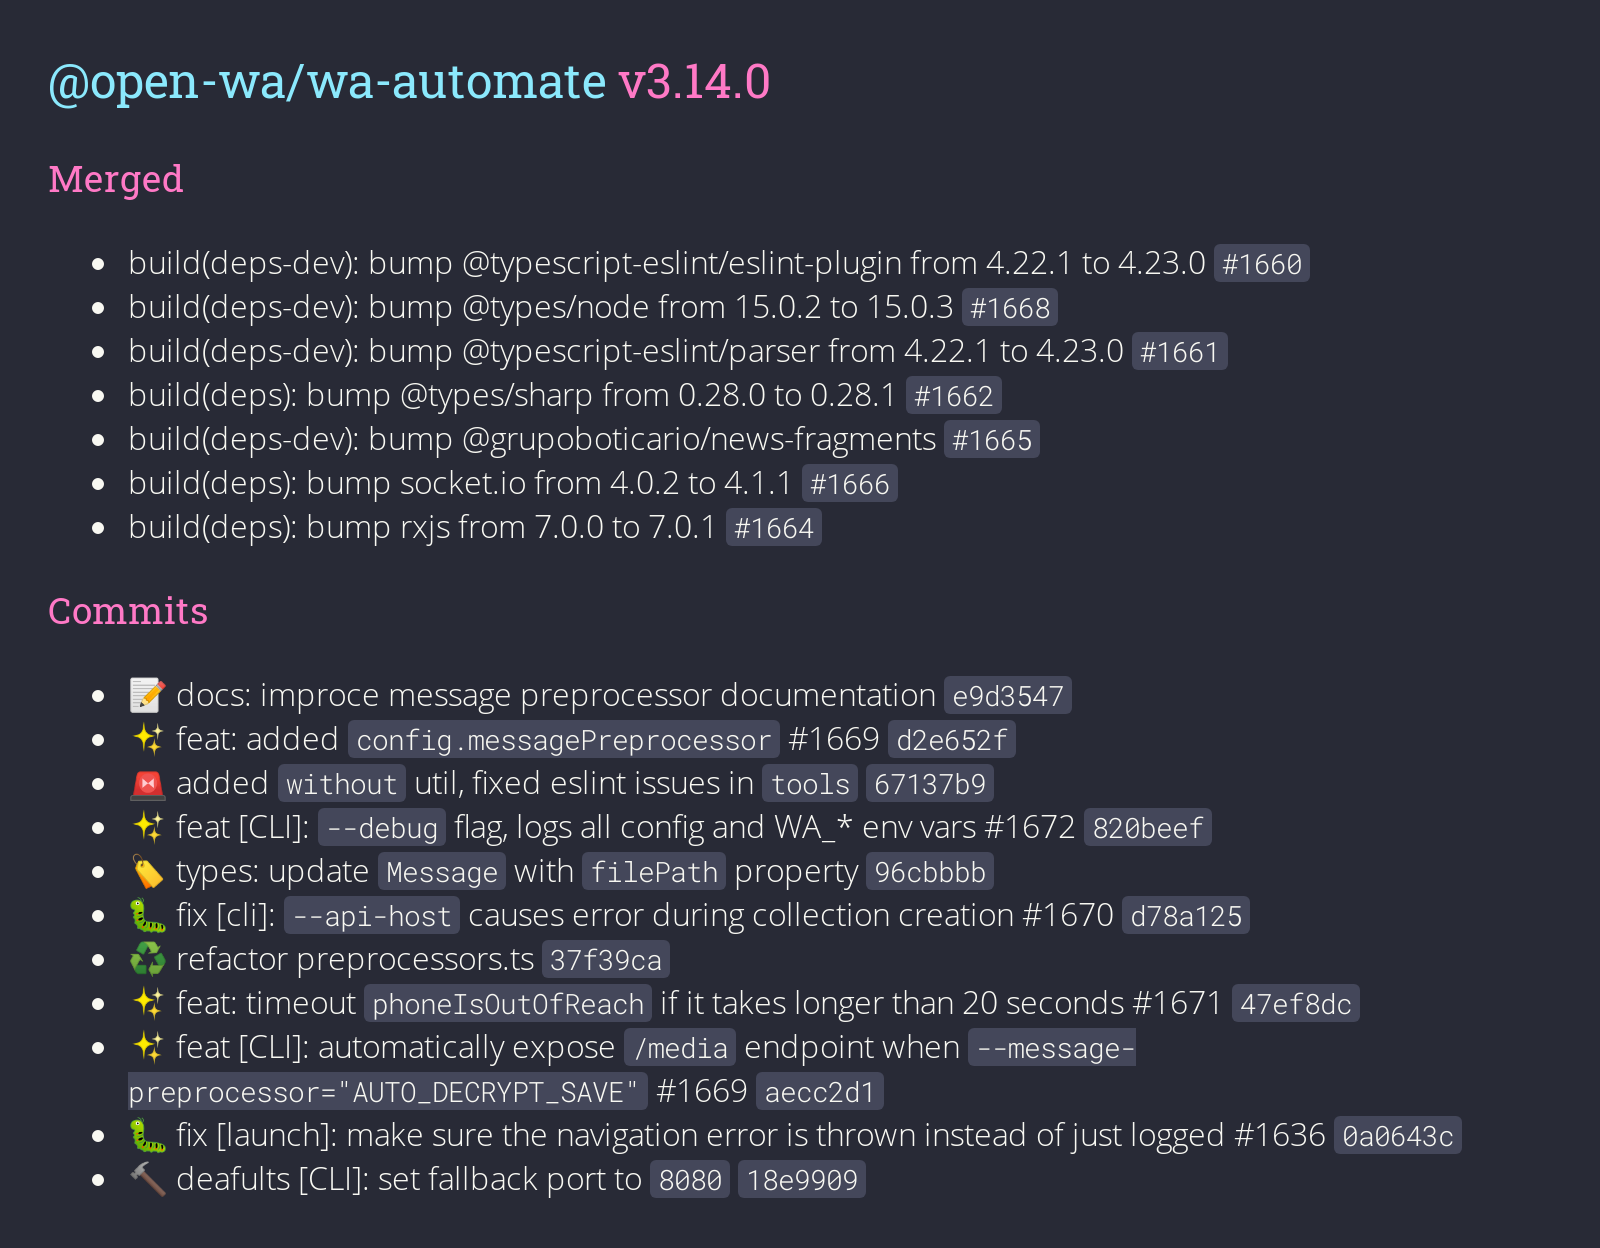 @open-wa/wa-automate v3.14.0
Merged
build(deps-dev): bump @typescript-eslint/eslint-plugin from 4.22.1 to 4.23.0 #1660
build(deps-dev): bump @types/node from 15.0.2 to 15.0.3 #1668
build(deps-dev): bump @typescript-eslint/parser from 4.22.1 to 4.23.0 #1661
build(deps): bump @types/sharp from 0.28.0 to 0.28.1 #1662
build(deps-dev): bump @grupoboticario/news-fragments #1665
build(deps): bump socket.io from 4.0.2 to 4.1.1 #1666
build(deps): bump rxjs from 7.0.0 to 7.0.1 #1664
Commits
📝 docs: improce message preprocessor documentation e9d3547
✨ feat: added config.messagePreprocessor #1669 d2e652f
🚨 added without util, fixed eslint issues in tools 67137b9
✨ feat [CLI]: --debug flag, logs all config and WA_* env vars #1672 820beef
🏷️ types: update Message with filePath property 96cbbbb
🐛 fix [cli]: --api-host causes error during collection creation #1670 d78a125
♻️ refactor preprocessors.ts 37f39ca
✨ feat: timeout phoneIsOutOfReach if it takes longer than 20 seconds #1671 47ef8dc
✨ feat [CLI]: automatically expose /media endpoint when --message-
preprocessor="AUTO_DECRYPT_SAVE" #1669 aecc2d1
🐛 fix [launch]: make sure the navigation error is thrown instead of just logged #1636 0a0643c
🔨 deafults [CLI]: set fallback port to 8080 18e9909